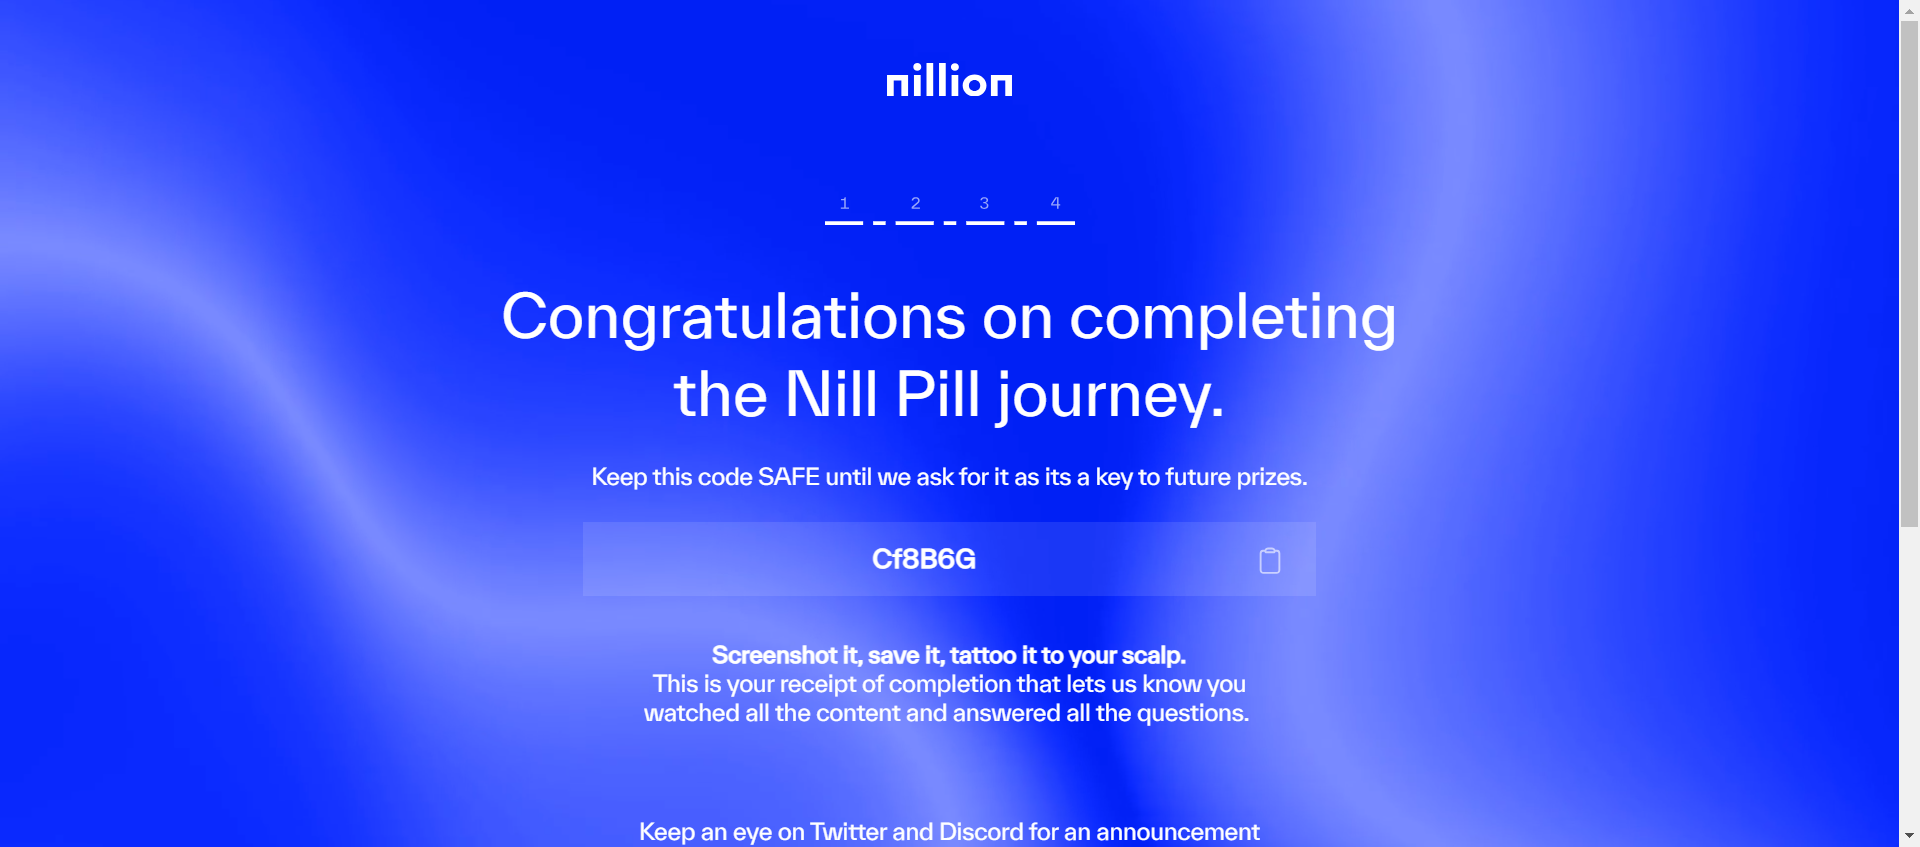 nillion
1 2 3 4
Congratulations on completing
the Nill Pill journey.
Keep this code SAFE until we ask for it as its a key to future prizes.
Cf8B6G
Screenshot it, save it, tattoo it to your scalp.
This is your receipt of completion that lets us know you
watched all the content and answered all the questions.
Keep an eye on Twitter and Discord for an announcement